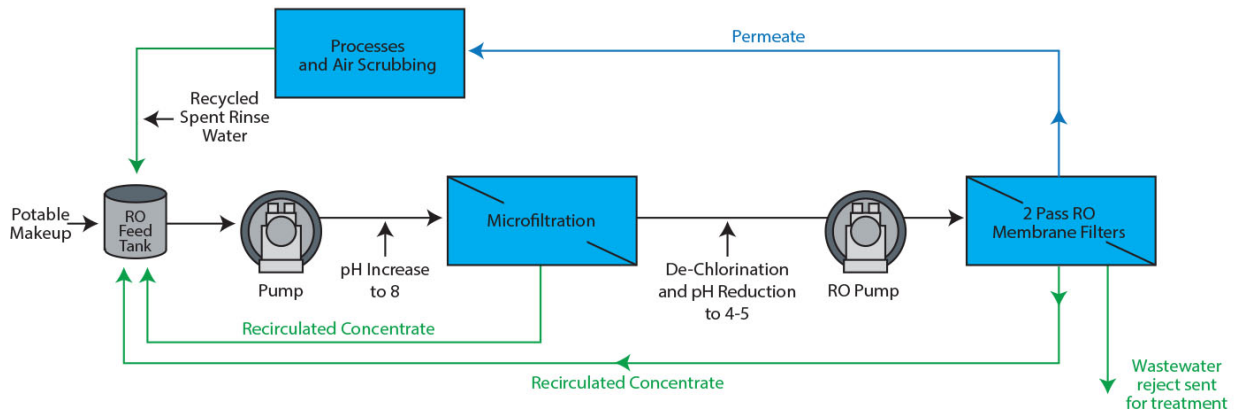 Processes
and Air Scrubbing
Permeate
Recycled
Spent Rinse
Water
Potable
Makeup
RO
Feed
Tank
Pump
pH Increase
to 8
Microfiltration
De-Chlorination
and pH Reduction
to 4-5
RO Pump
2 Pass RO
Membrane Filters
Recirculated Concentrate
Recirculated Concentrate
Wastewater
reject sent
for treatment